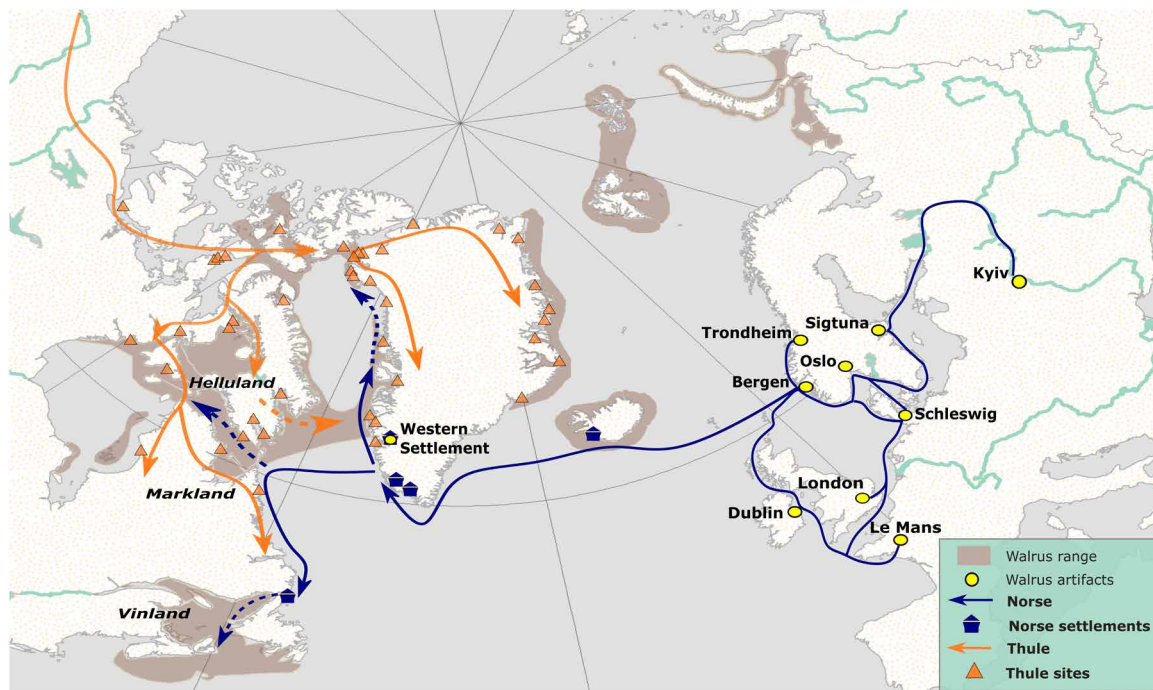 Kyiv
Sigtuna
Trondheim
Oslo
Bergen
Helluland
Schleswig
Western
Settlement
Markland
London
Dublin
Le Mans
Vinland
Walrus range
Walrus artifacts
Norse
Norse settlements
Thule
Thule sites